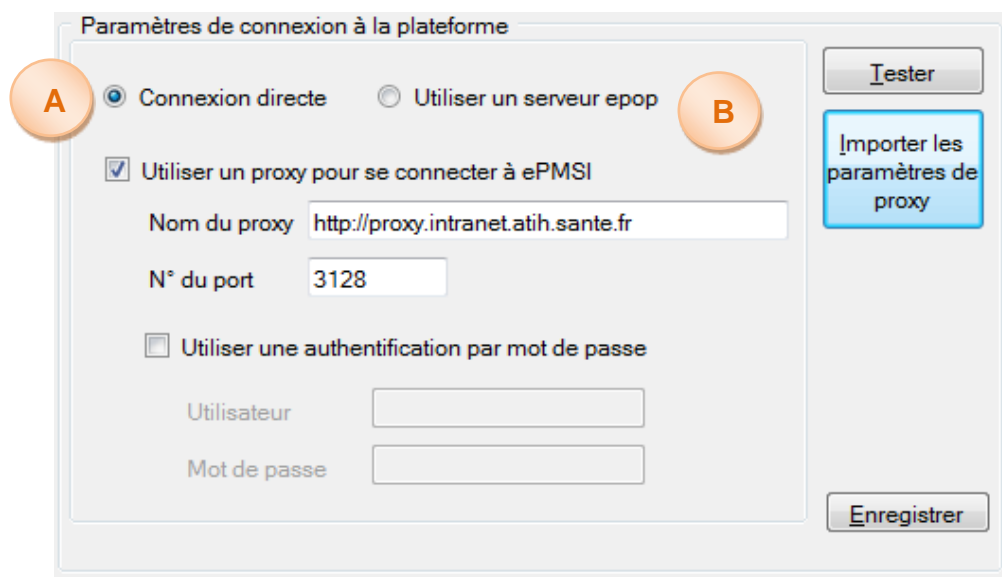 Paramètres de connexion à la plateforme
A
Connexion directe
Utiliser un serveur epop
B
Tester
Importer les
paramètres de
proxy
Utiliser un proxy pour se connecter à ePMSI
Nom du proxy http://proxy.intranet.atih.sante.fr
N° du port 3128
Utiliser une authentification par mot de passe
Utilisateur
Mot de passe
Enregistrer